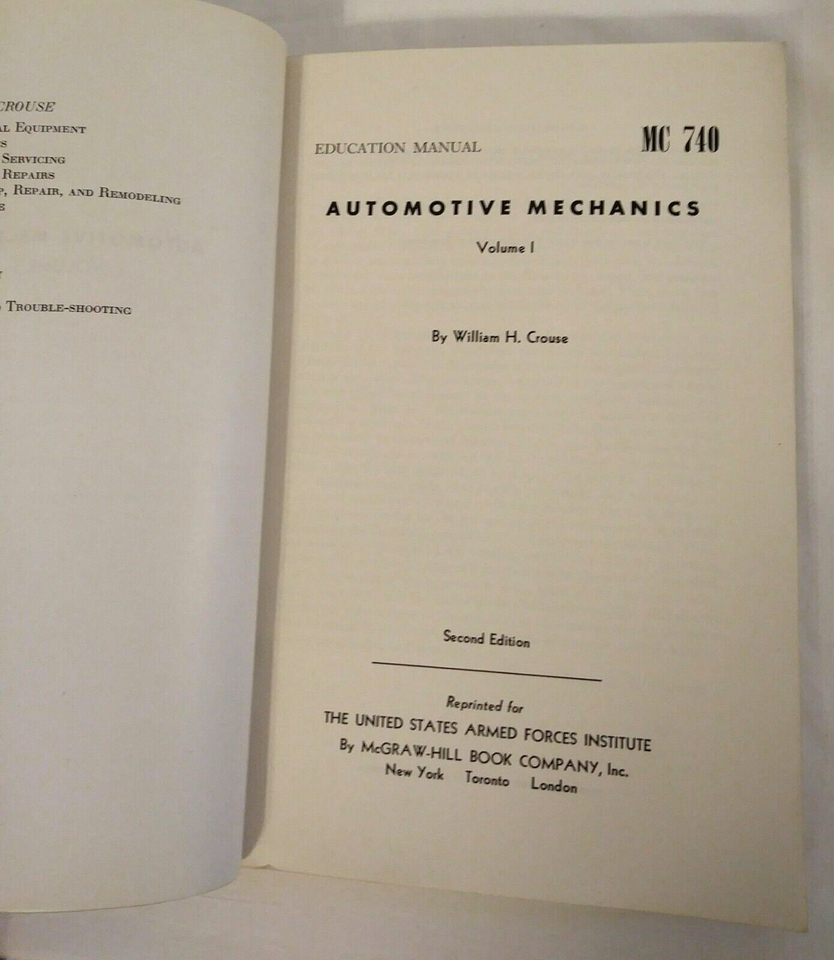 CROUSE
EQUIPMENT
SERVICING
REPAIRS
, REPAIR, AND REMODELING
TROUBLE-SHOOTING
EDUCATION MANUAL
MC 740
AUTOMOTIVE MECHANICS
Volume I
By William H. Crouse
Second Edition
Reprinted for
THE UNITED STATES ARMED FORCES INSTITUTE
By McGRAW-HILL BOOK COMPANY, Inc.
New York Toronto London